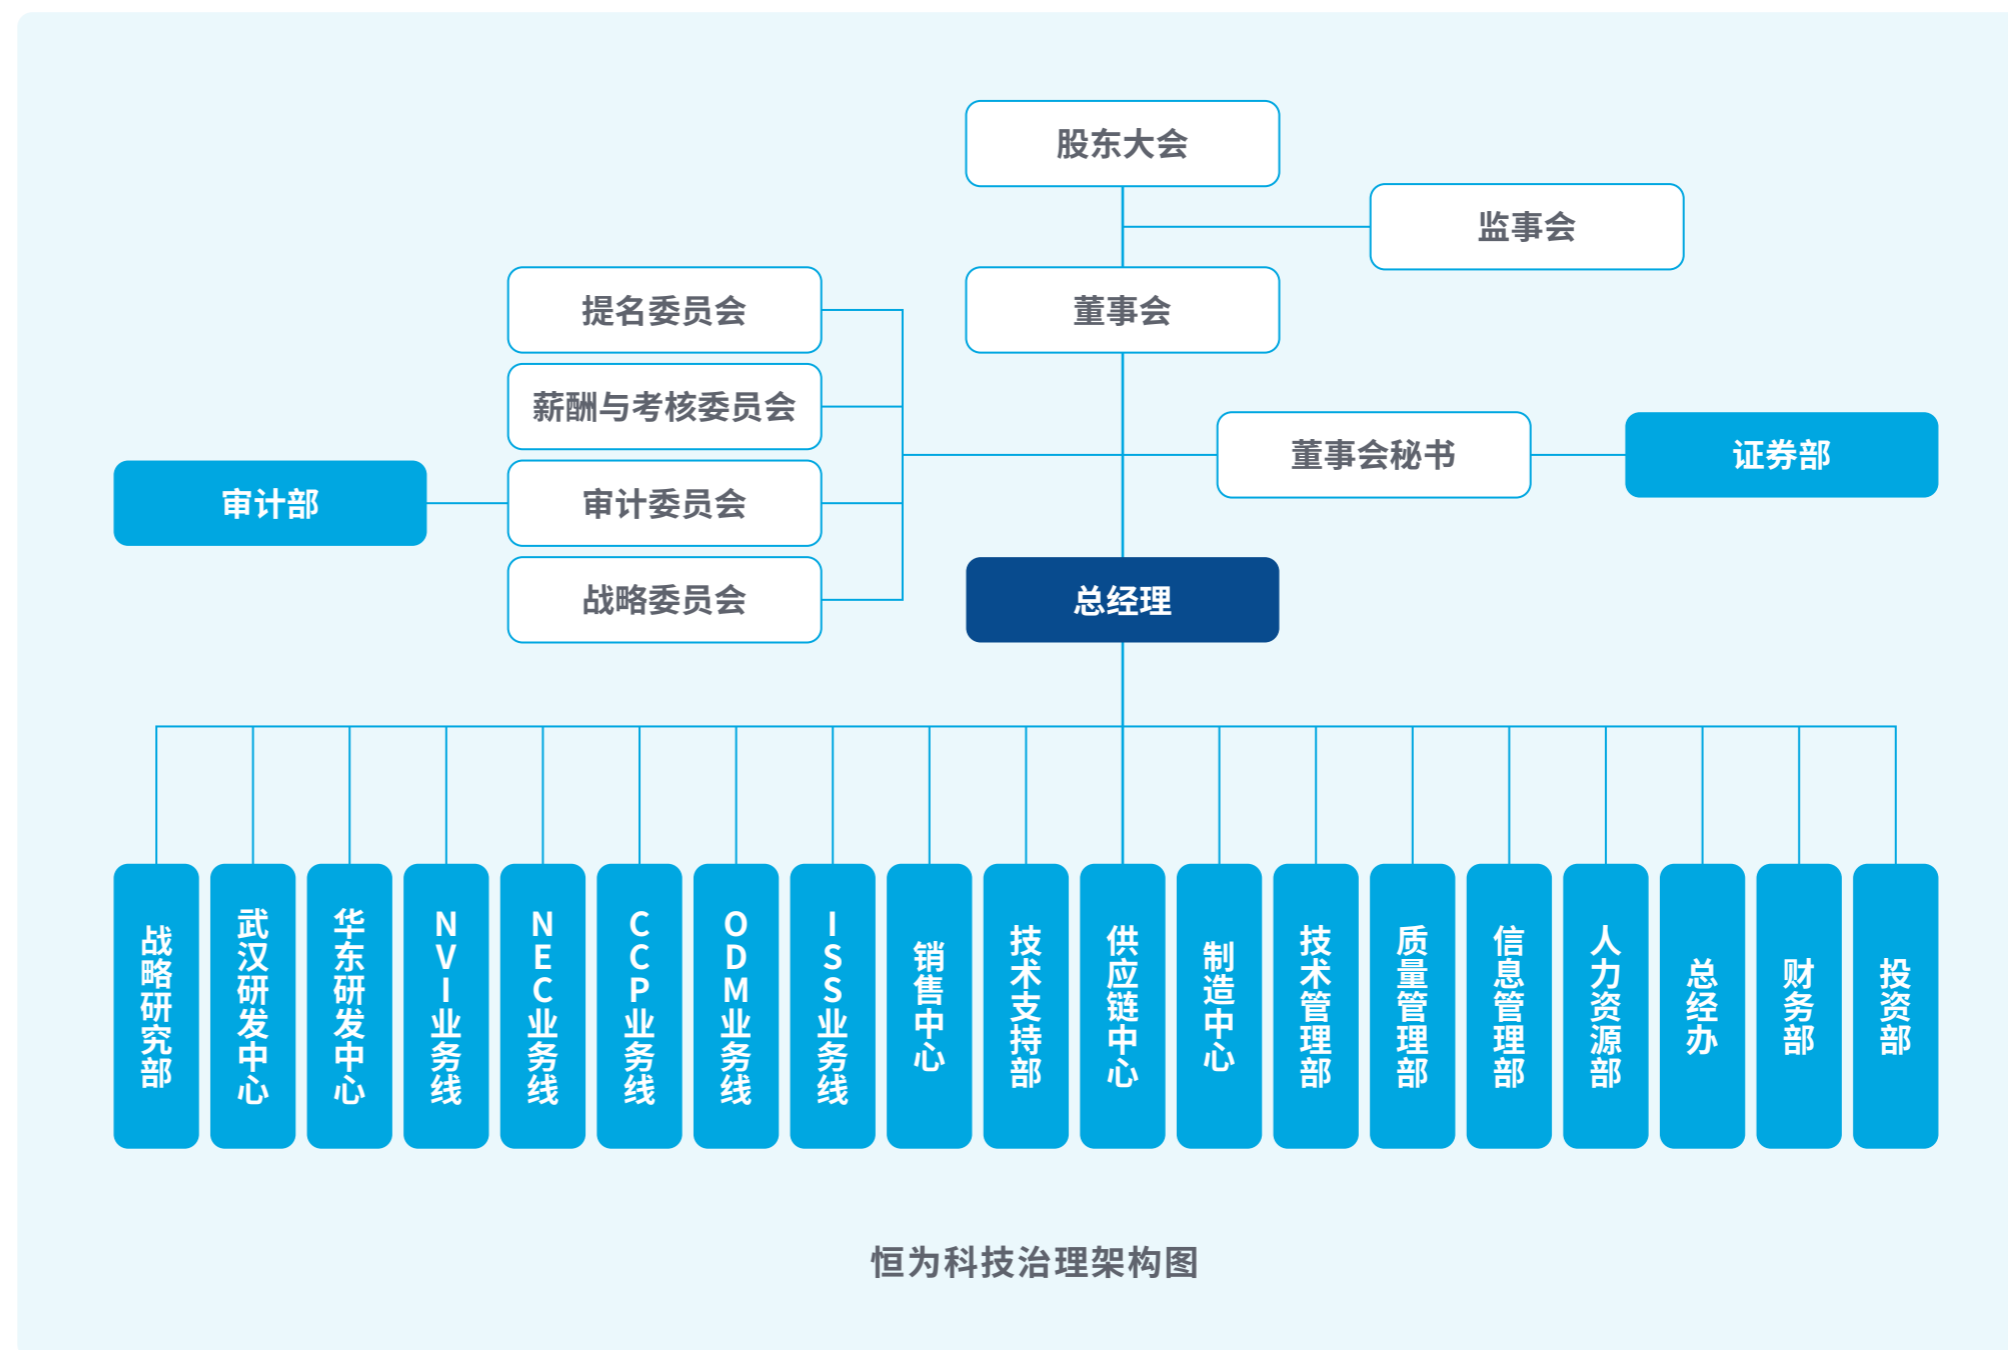 股东大会
监事会
提名委员会
董事会
薪酬与考核委员会
董事会秘书
证券部
审计部
审计委员会
战略委员会
总经理
战略研究部
武汉研发中心
华东研发中心
NVI业务线
NEC业务线
CCP业务线
ODM业务线
ISS业务线
销售中心
技术支持部
供应链中心
制造中心
技术管理部
质量管理部
信息管理部
人力资源部
总经办
财务部
投资部
恒为科技治理架构图